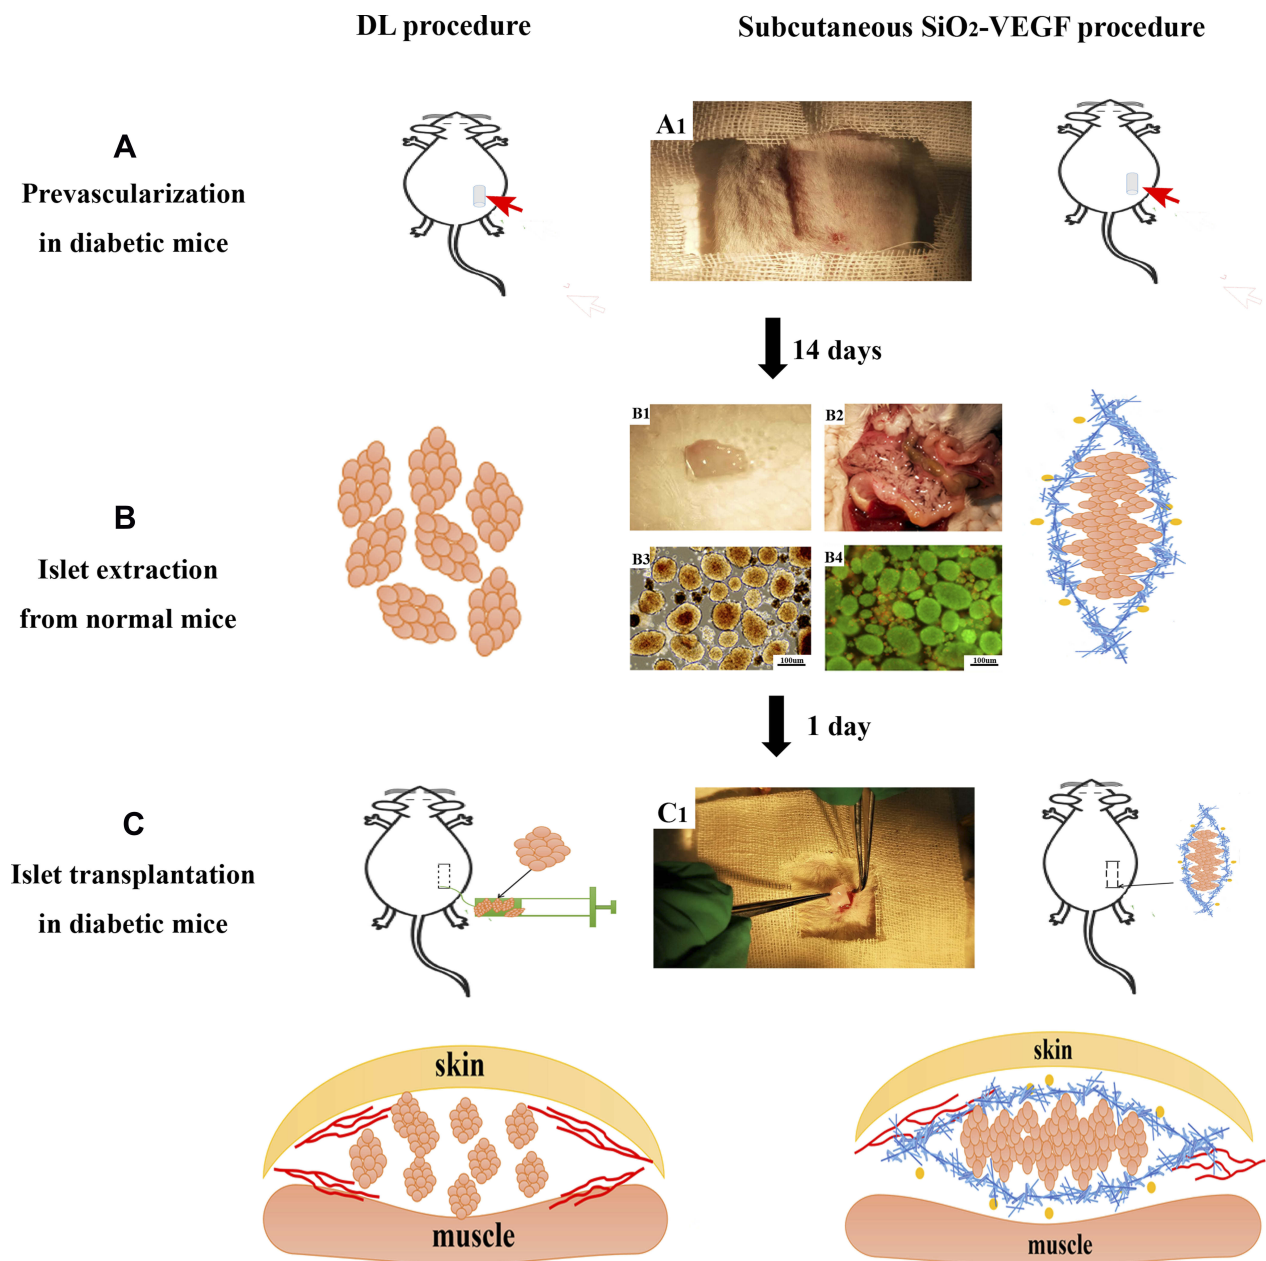 DL procedure
Subcutaneous SiO2-VEGF procedure
A
Prevascularization
in diabetic mice
A1
14 days
B
Islet extraction
from normal mice
B1
B2
B3
100um
B4
100um
1 day
C
Islet transplantation
in diabetic mice
C1
skin
muscle
skin
muscle